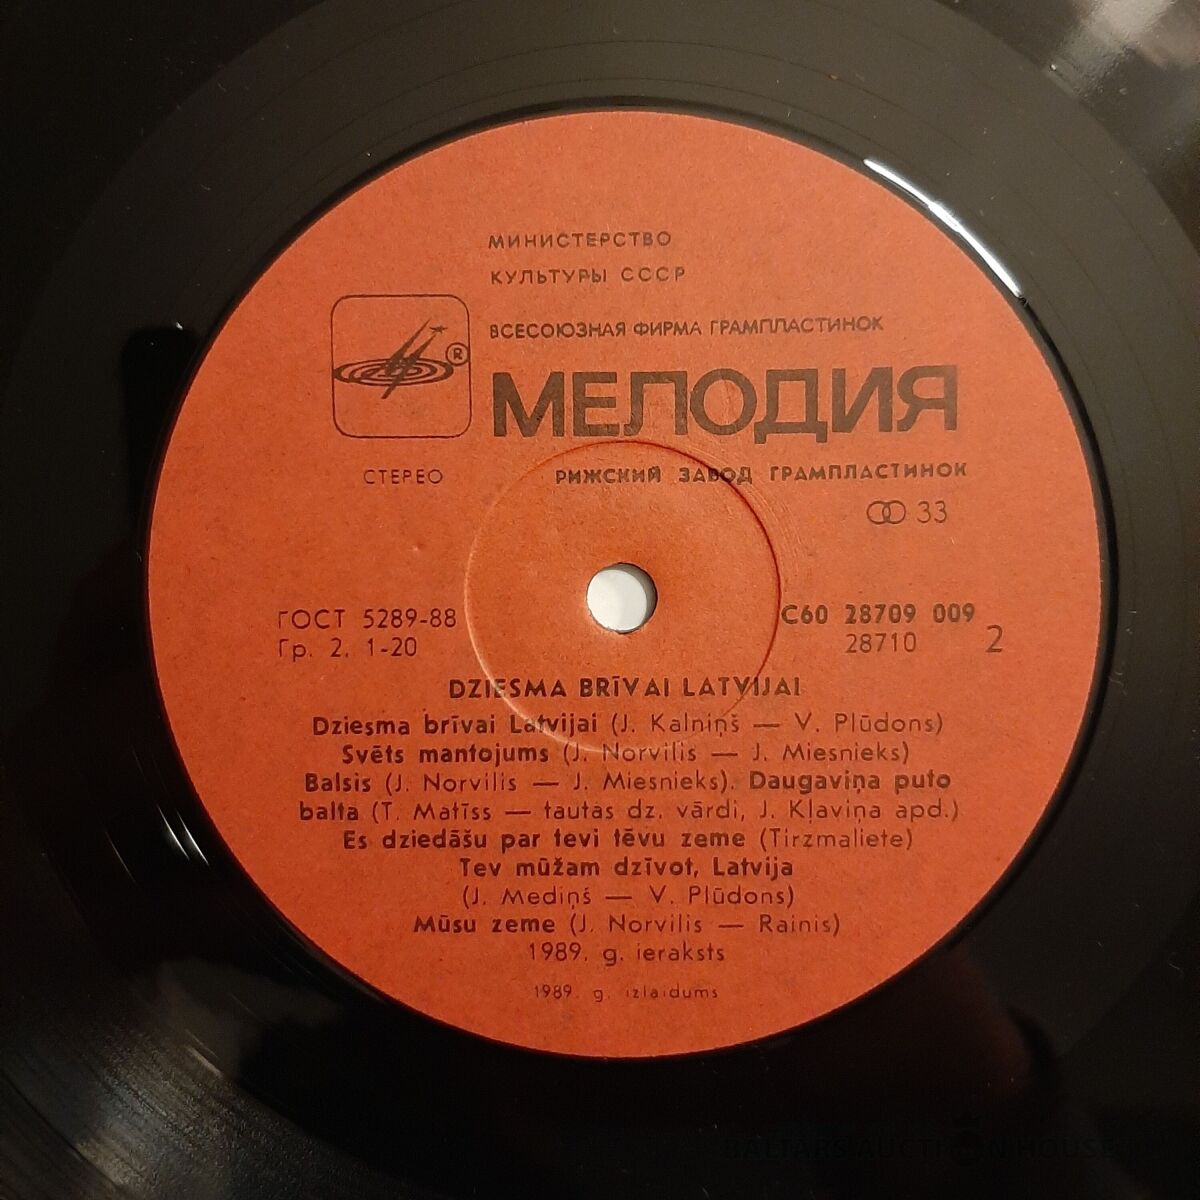 МИНИСТЕРСТВО
КУЛЬТУРЫ СССР
ВСЕСОЮЗНАЯ ФИРМА ГРАМПЛАСТИНОК
®
МЕЛОДИЯ
СТЕРЕО
РИЖСКИЙ ЗАВОД ГРАМПЛАСТИНОК
33
ГОСТ 5289-88
Гр. 2. 1-20
С60 28709 009
28710
2
DZIESMA BRĪVAI LATVIJAI
Dziesma brīvai Latvijai (J. Kalniņš — V. Plūdons)
Svēts mantojums (J. Norvilis — J. Miesnieks)
Balsis (J. Norvilis — J. Miesnieks). Daugaviņa puto
balta (T. Matīss — tautas dz. vārdi, J. Kļaviņa apd.)
Es dziedāšu par tevi tēvu zeme (Tirzmaliete)
Tev mūžam dzīvot, Latvija
(J. Mediņš — V. Plūdons)
Mūsu zeme (J. Norvilis — Rainis)
1989. g. ieraksts
1989. g. izlaidums
BALTARS AUCTION HOUSE